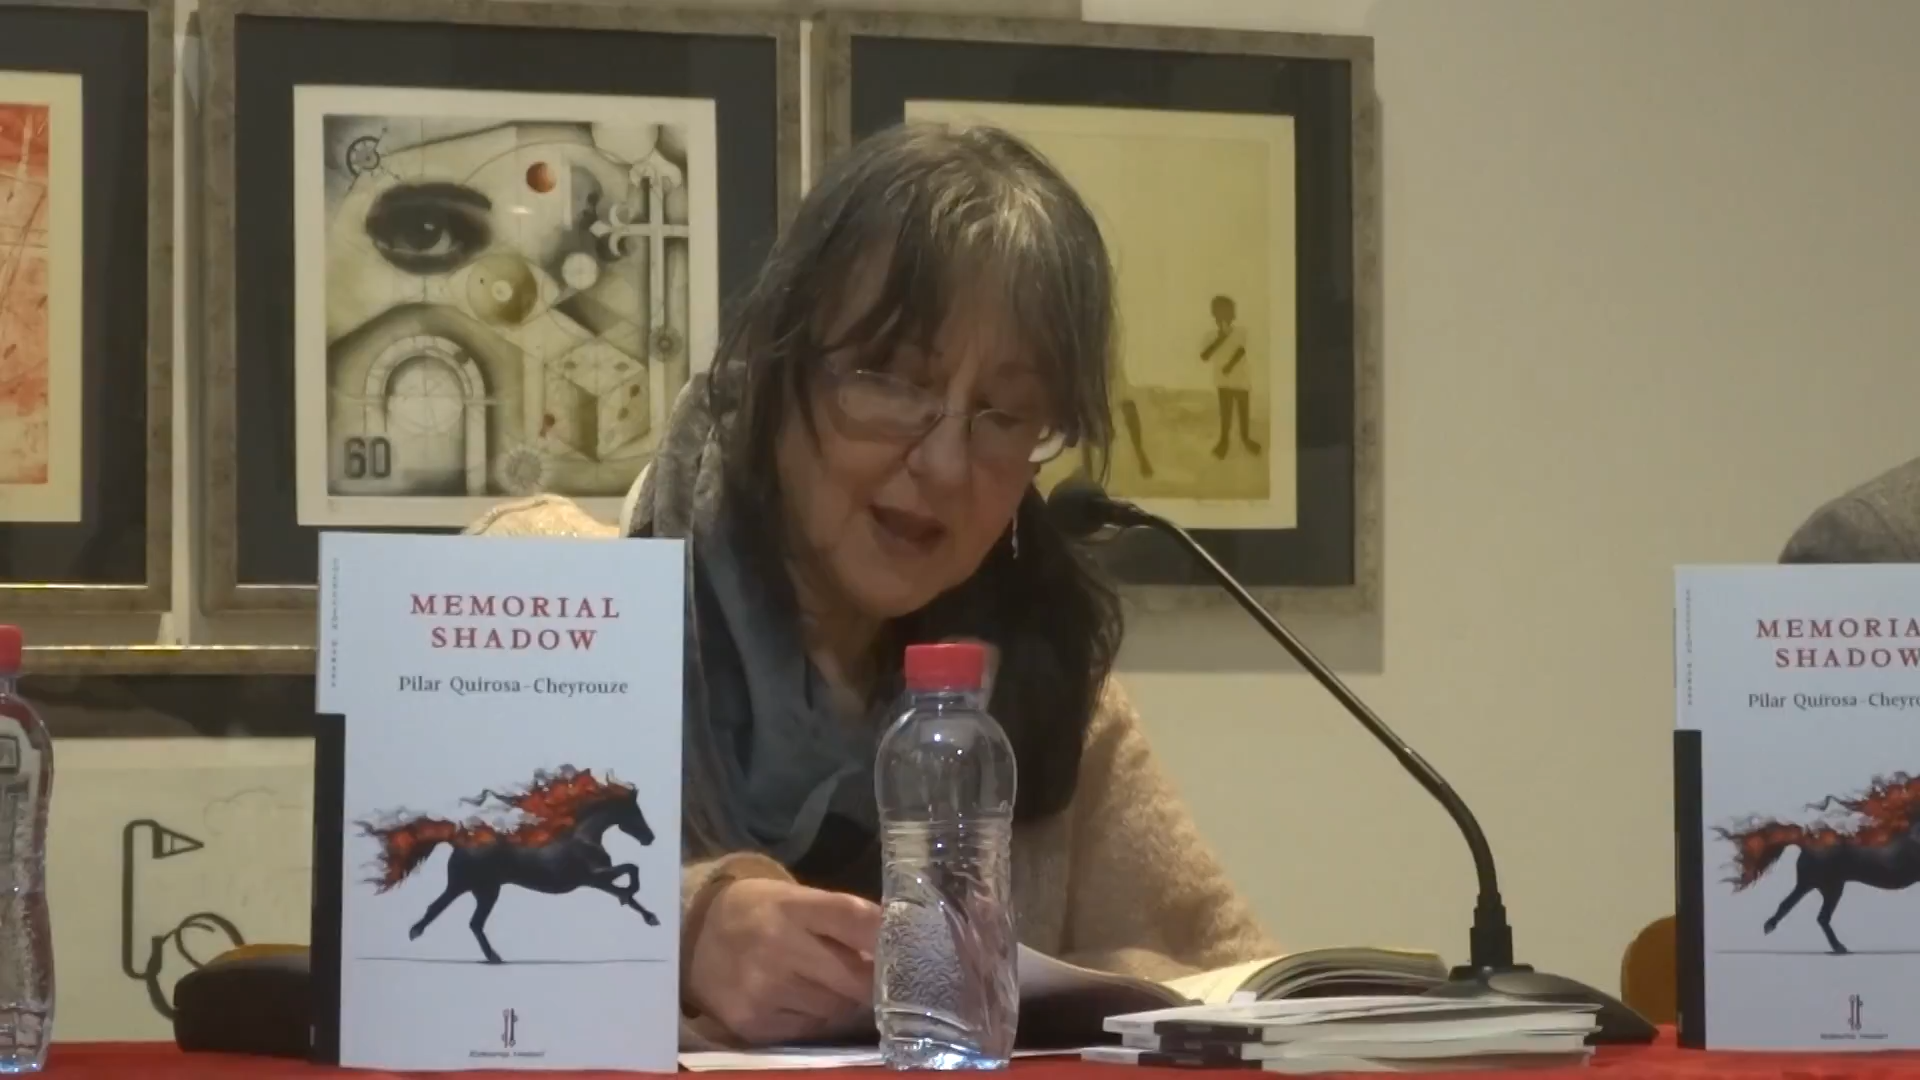 60
MEMORIAL
SHADOW
Pilar Quirosa-Cheyrouze
MEMORIA
SHADOW
Pilar Quirosa-Cheyro